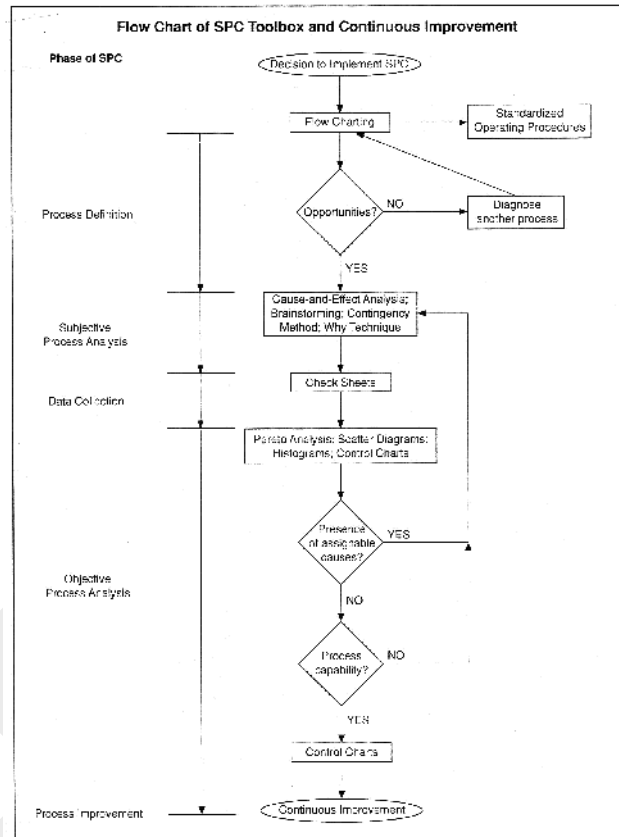 Flow Chart of SPC Toolbox and Continuous Improvement
Phase of SPC
Decision to Implement SPC
Flow Charting
Standardized
Operating Procedures
Process Definition
Opportunities?
NO
Diagnose
another process
YES
Subjective
Process Analysis
Cause-and-Effect Analysis;
Brainstorming; Contingency
Method; Why Technique
Data Collection
Check Sheets
Pareto Analysis; Scatter Diagrams;
Histograms; Control Charts
Presence
of assignable
causes?
YES
Objective
Process Analysis
NO
Process
capability?
NO
YES
Control Charts
Process Improvement
Continuous Improvement